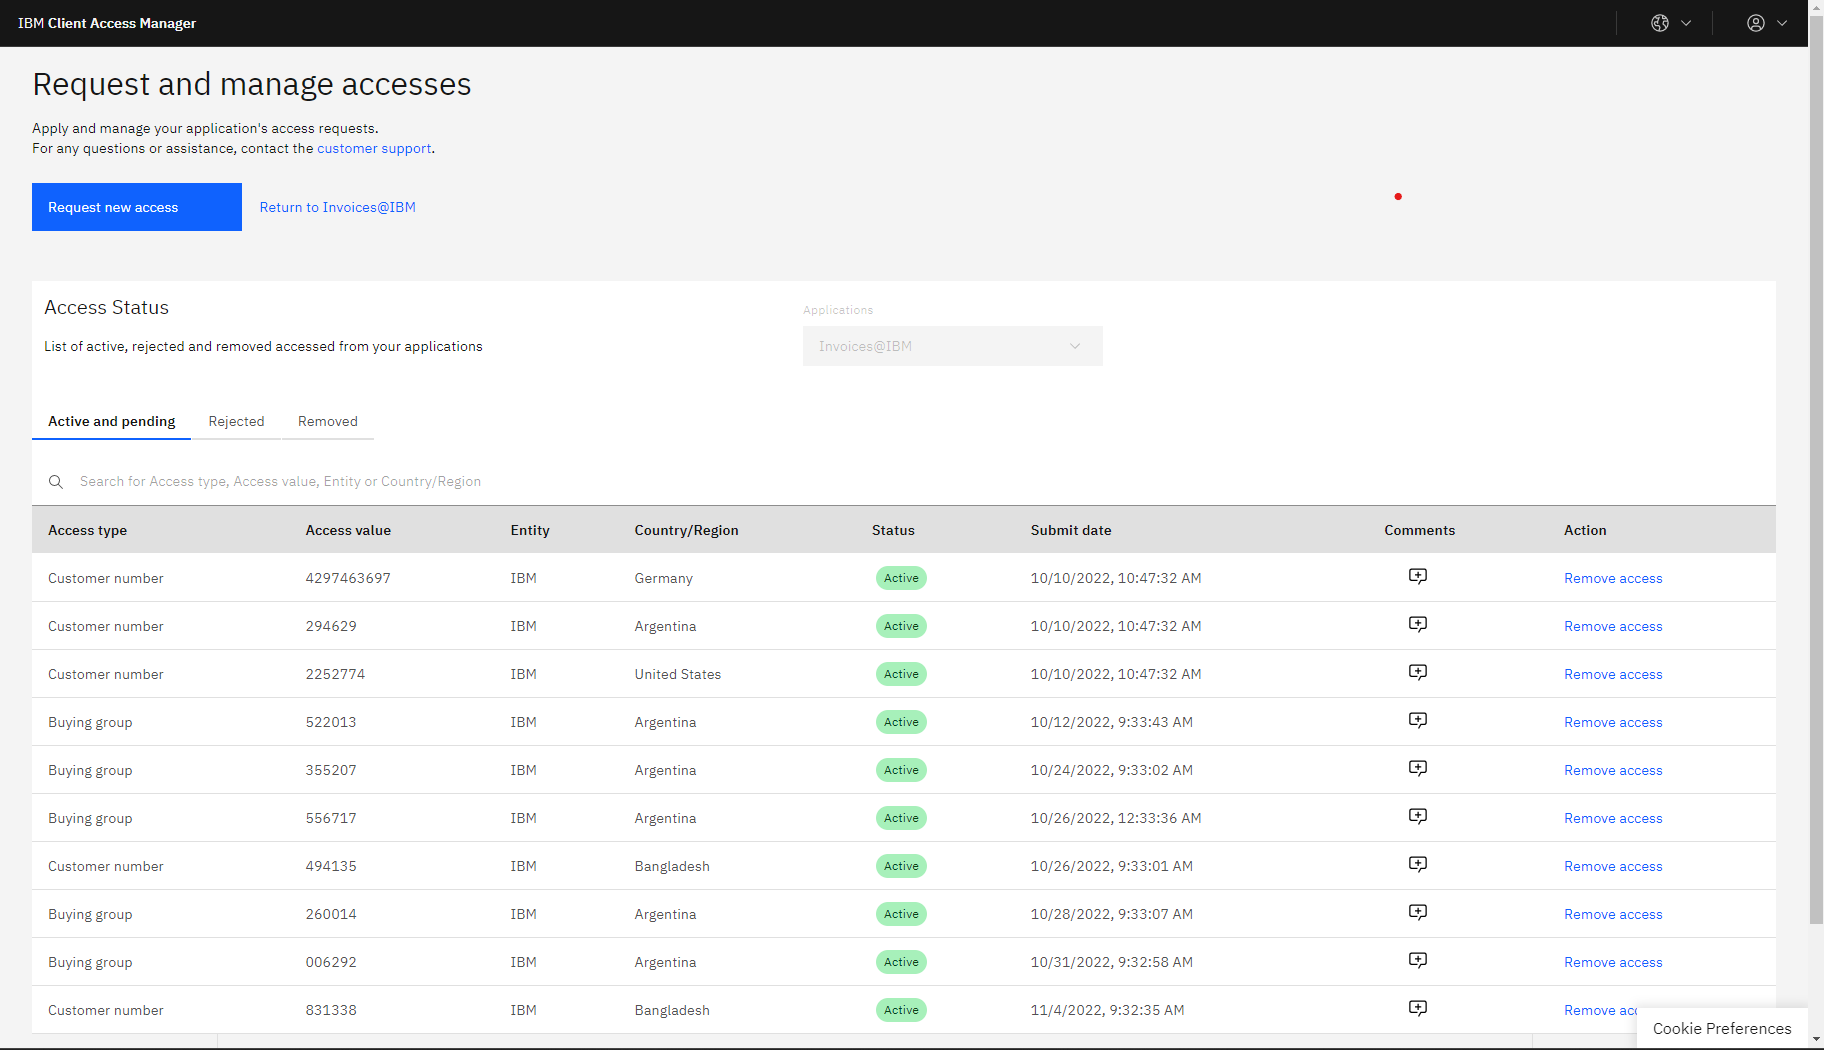 IBM Client Access Manager
Request and manage accesses
Apply and manage your application's access requests.
For any questions or assistance, contact the customer support.
Request new access Return to Invoices@IBM
Access Status
Applications
List of active, rejected and removed accessed from your applications
Invoices@IBM
Active and pending Rejected Removed
Search for Access type, Access value, Entity or Country/Region
Access type Access value Entity Country/Region Status Submit date Comments Action
Customer number 4297463697 IBM Germany Active 10/10/2022, 10:47:32 AM Remove access
Customer number 294629 IBM Argentina Active 10/10/2022, 10:47:32 AM Remove access
Customer number 2252774 IBM United States Active 10/10/2022, 10:47:32 AM Remove access
Buying group 522013 IBM Argentina Active 10/12/2022, 9:33:43 AM Remove access
Buying group 355207 IBM Argentina Active 10/24/2022, 9:33:02 AM Remove access
Buying group 556717 IBM Argentina Active 10/26/2022, 12:33:36 AM Remove access
Customer number 494135 IBM Bangladesh Active 10/26/2022, 9:33:01 AM Remove access
Buying group 260014 IBM Argentina Active 10/28/2022, 9:33:07 AM Remove access
Buying group 006292 IBM Argentina Active 10/31/2022, 9:32:58 AM Remove access
Customer number 831338 IBM Bangladesh Active 11/4/2022, 9:32:35 AM Remove
Cookie Preferences